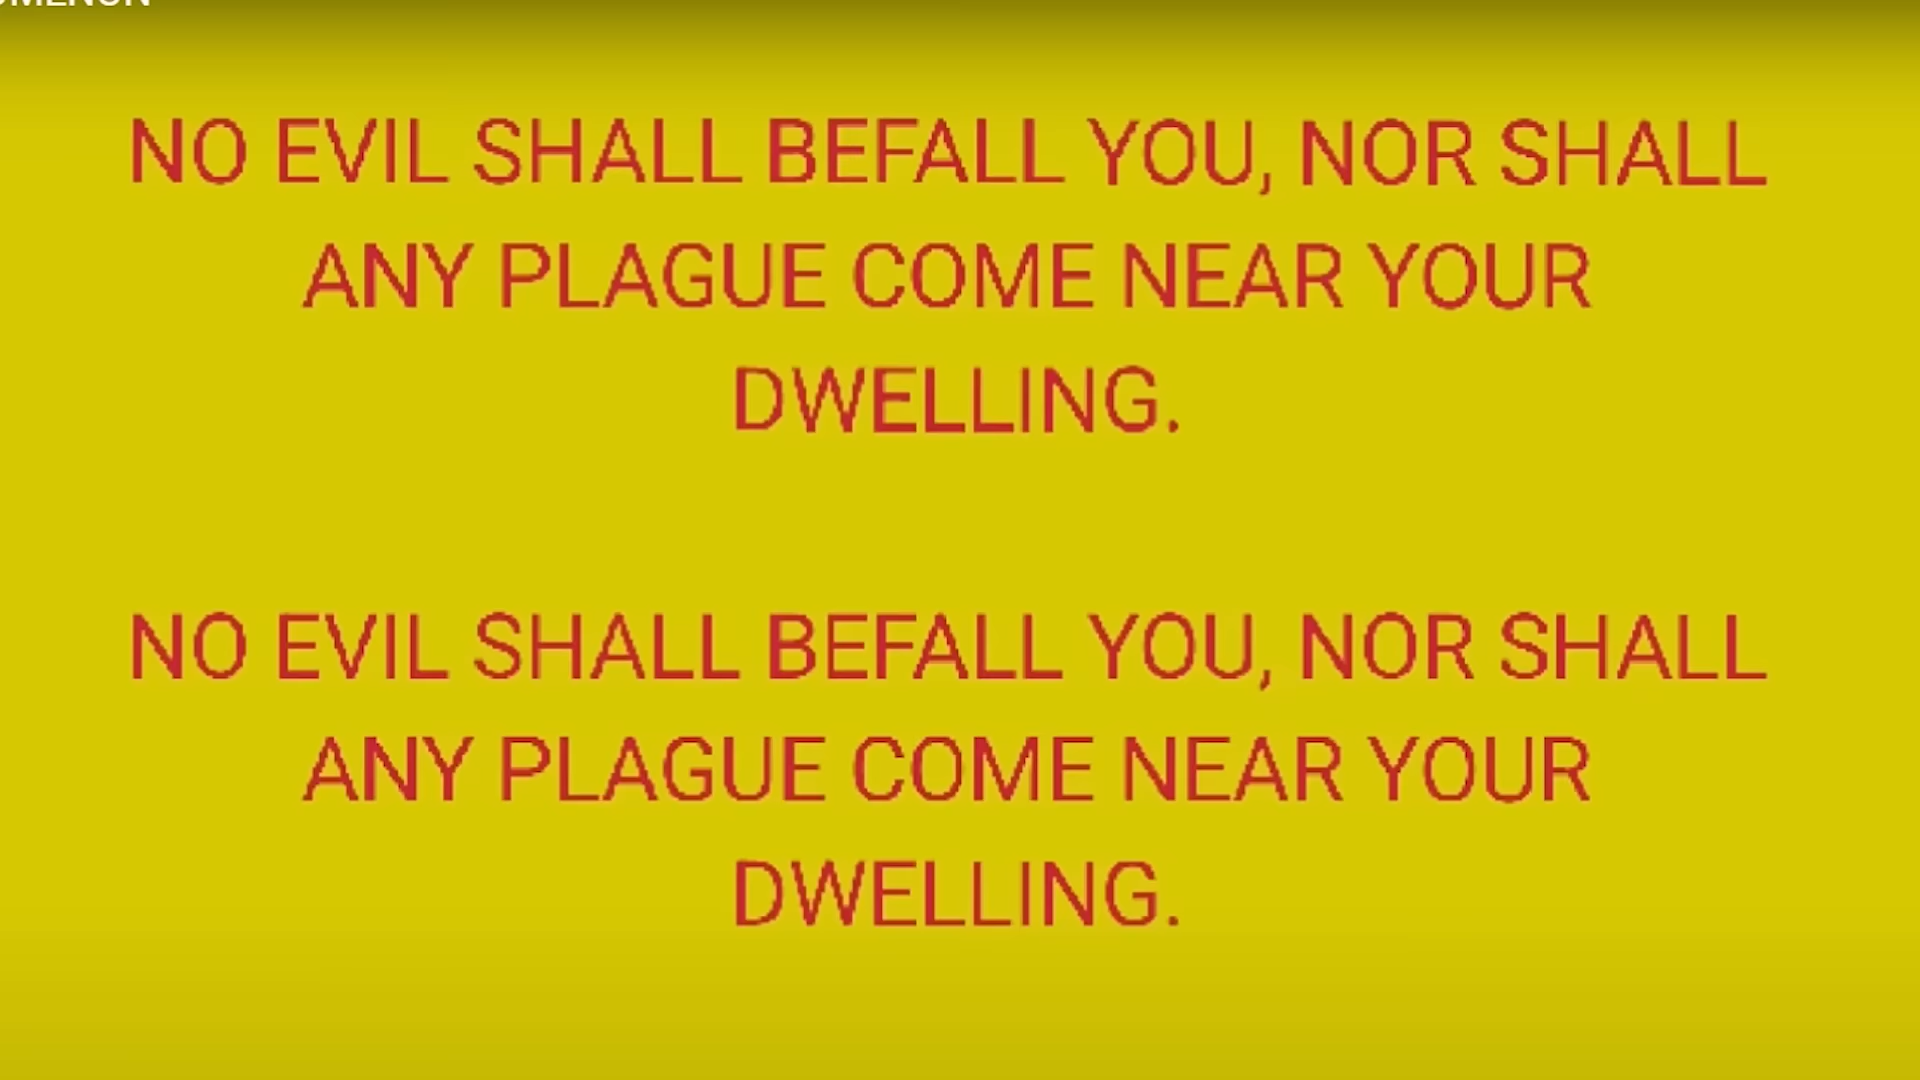 NO EVIL SHALL BEFALL YOU, NOR SHALL
ANY PLAGUE COME NEAR YOUR
DWELLING.
NO EVIL SHALL BEFALL YOU, NOR SHALL
ANY PLAGUE COME NEAR YOUR
DWELLING.